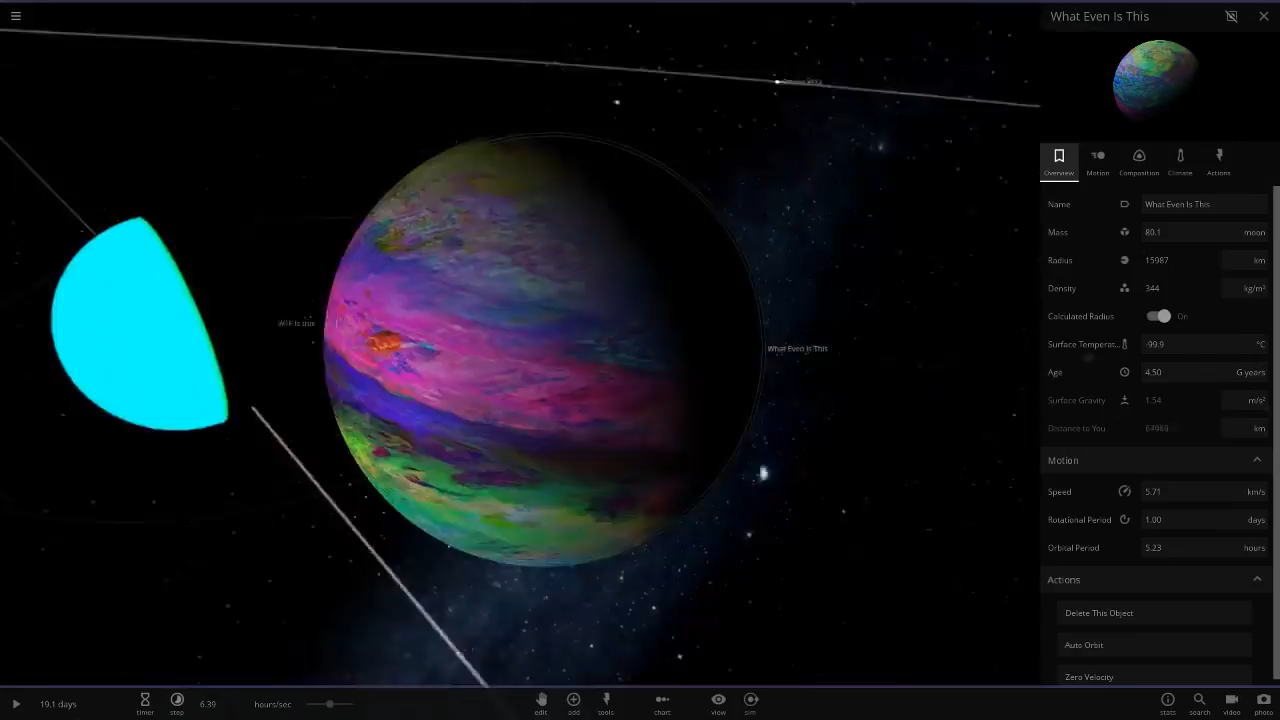 What Even Is This
Overview Motion Composition Climate Actions
Name What Even Is This
Mass 80.1 moon
Radius 15987 km
Density 344 kg/m³
Calculated Radius On
Surface Temperat... -99.9 °C
Age 4.50 G years
Surface Gravity 1.54 m/s²
Distance to You km
Motion
Speed 5.71 km/s
Rotational Period 1.00 days
Orbital Period 5.23 hours
Actions
Delete This Object
Auto Orbit
Zero Velocity
WTF is this
What Even Is This
19.1 days
timer
step
6.39 hours/sec
edit
add
tools
chart
view
sim
stats
search
video
photo